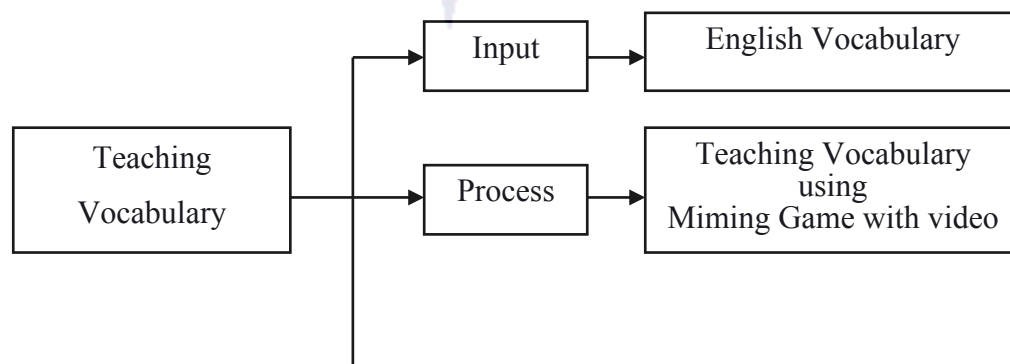 Input
English Vocabulary
Teaching
Vocabulary
Process
Teaching Vocabulary
using
Miming Game with video